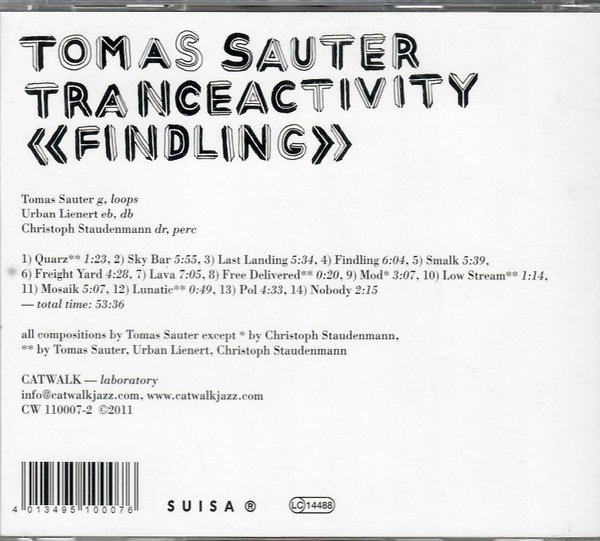 TOMAS SAUTER
TRANCEACTIVITY
《FINDLING》
Tomas Sauter g, loops
Urban Lienert eb, db
Christoph Staudenmann dr, perc
1) Quarz** 1:23, 2) Sky Bar 5:55, 3) Last Landing 5:34, 4) Findling 6:04, 5) Smalk 5:39,
6) Freight Yard 4:28, 7) Lava 7:05, 8) Free Delivered** 0:20, 9) Mod* 3:07, 10) Low Stream** 1:14,
11) Mosaik 5:07, 12) Lunatic** 0:49, 13) Pol 4:33, 14) Nobody 2:15
— total time: 53:36
all compositions by Tomas Sauter except * by Christoph Staudenmann,
** by Tomas Sauter, Urban Lienert, Christoph Staudenmann
CATWALK — laboratory
info@catwalkjazz.com, www.catwalkjazz.com
CW 110007-2 ©2011
4 013495 100076
SUISA ®
LC 14488